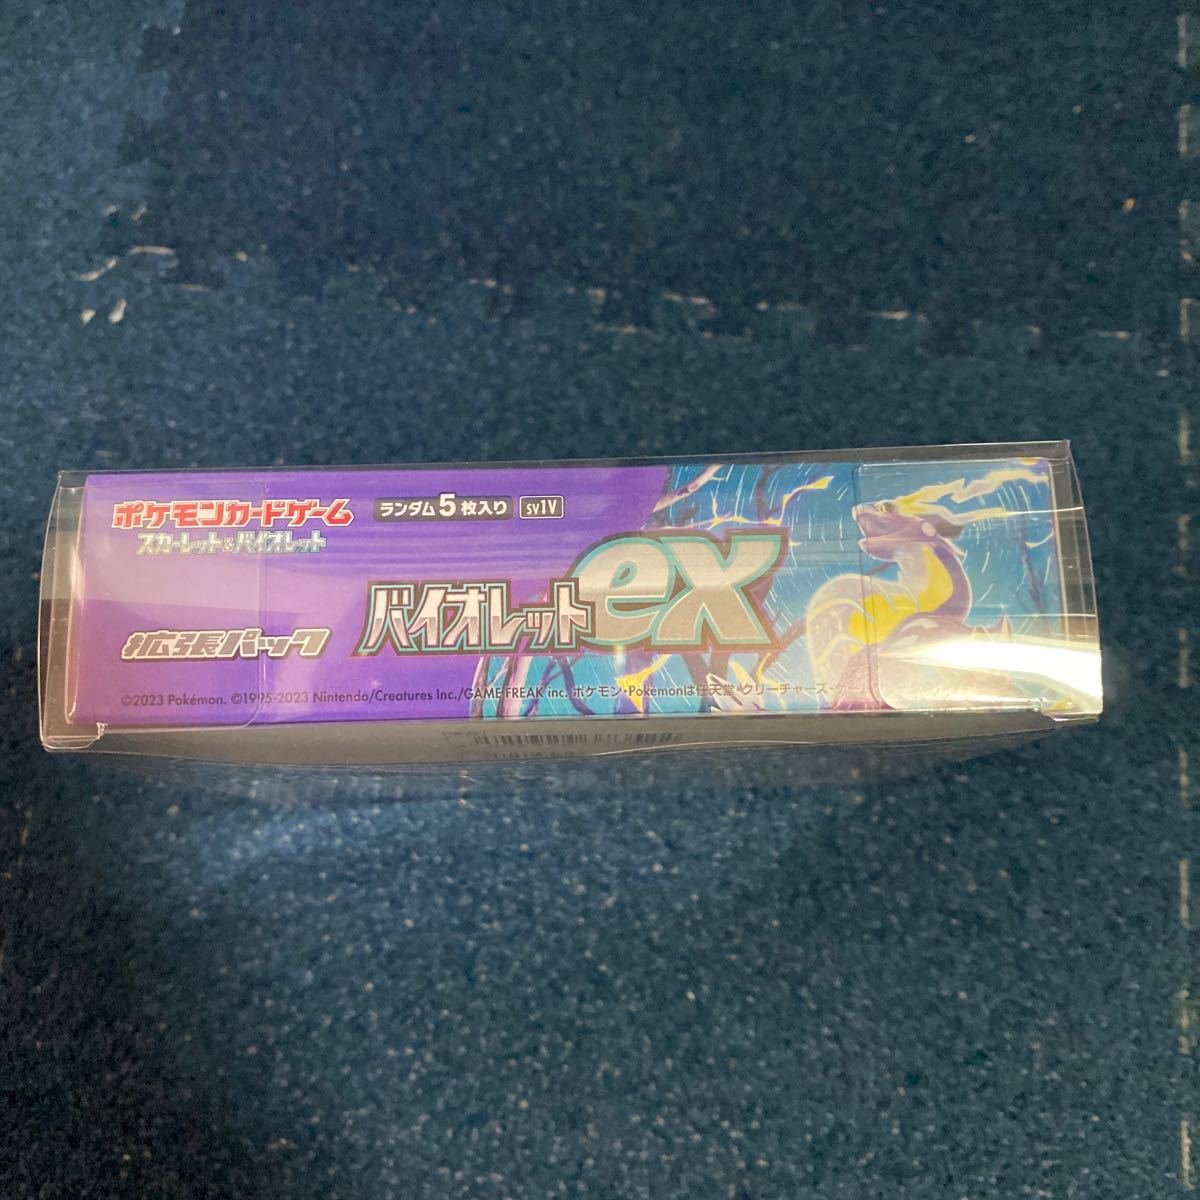 ポケモンカードゲーム
スカーレット&バイオレット
ランダム5枚入り SV1V
拡張パック
バイオレットex
©2023 Pokémon. ©1995-2023 Nintendo/Creatures Inc./GAME FREAK inc. ポケモン・Pokémonは任天堂・クリーチャーズ・ゲー